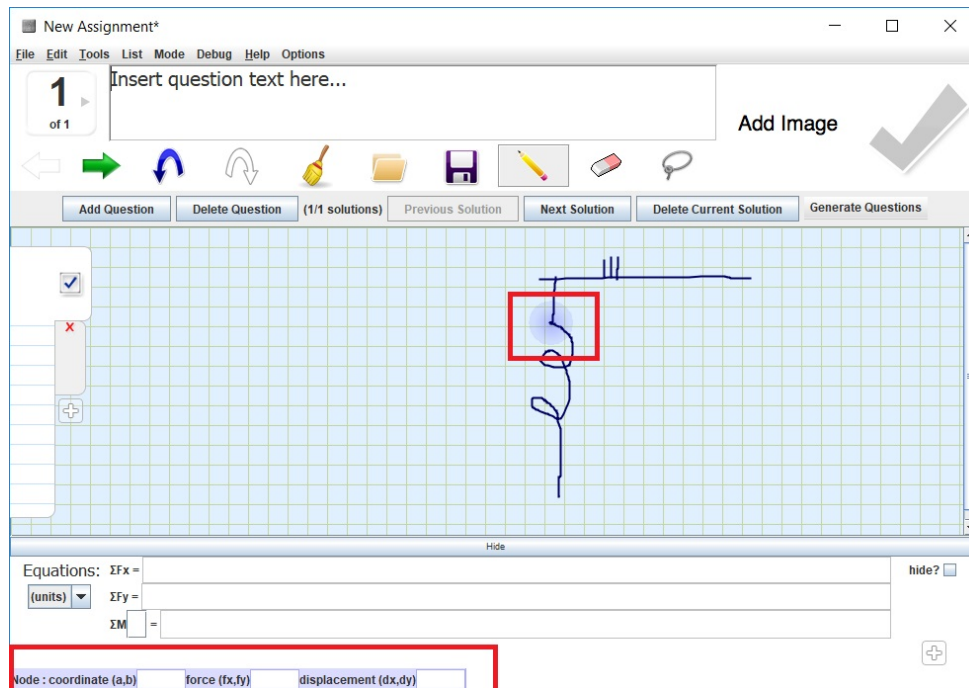 New Assignment*
File Edit Tools List Mode Debug Help Options
1
of 1
Insert question text here...
Add Image
Add Question Delete Question (1/1 solutions) Previous Solution Next Solution Delete Current Solution Generate Questions
X
Hide
Equations: ΣFx = hide?
(units) ΣFy =
ΣM =
Node : coordinate (a,b) force (fx,fy) displacement (dx,dy)